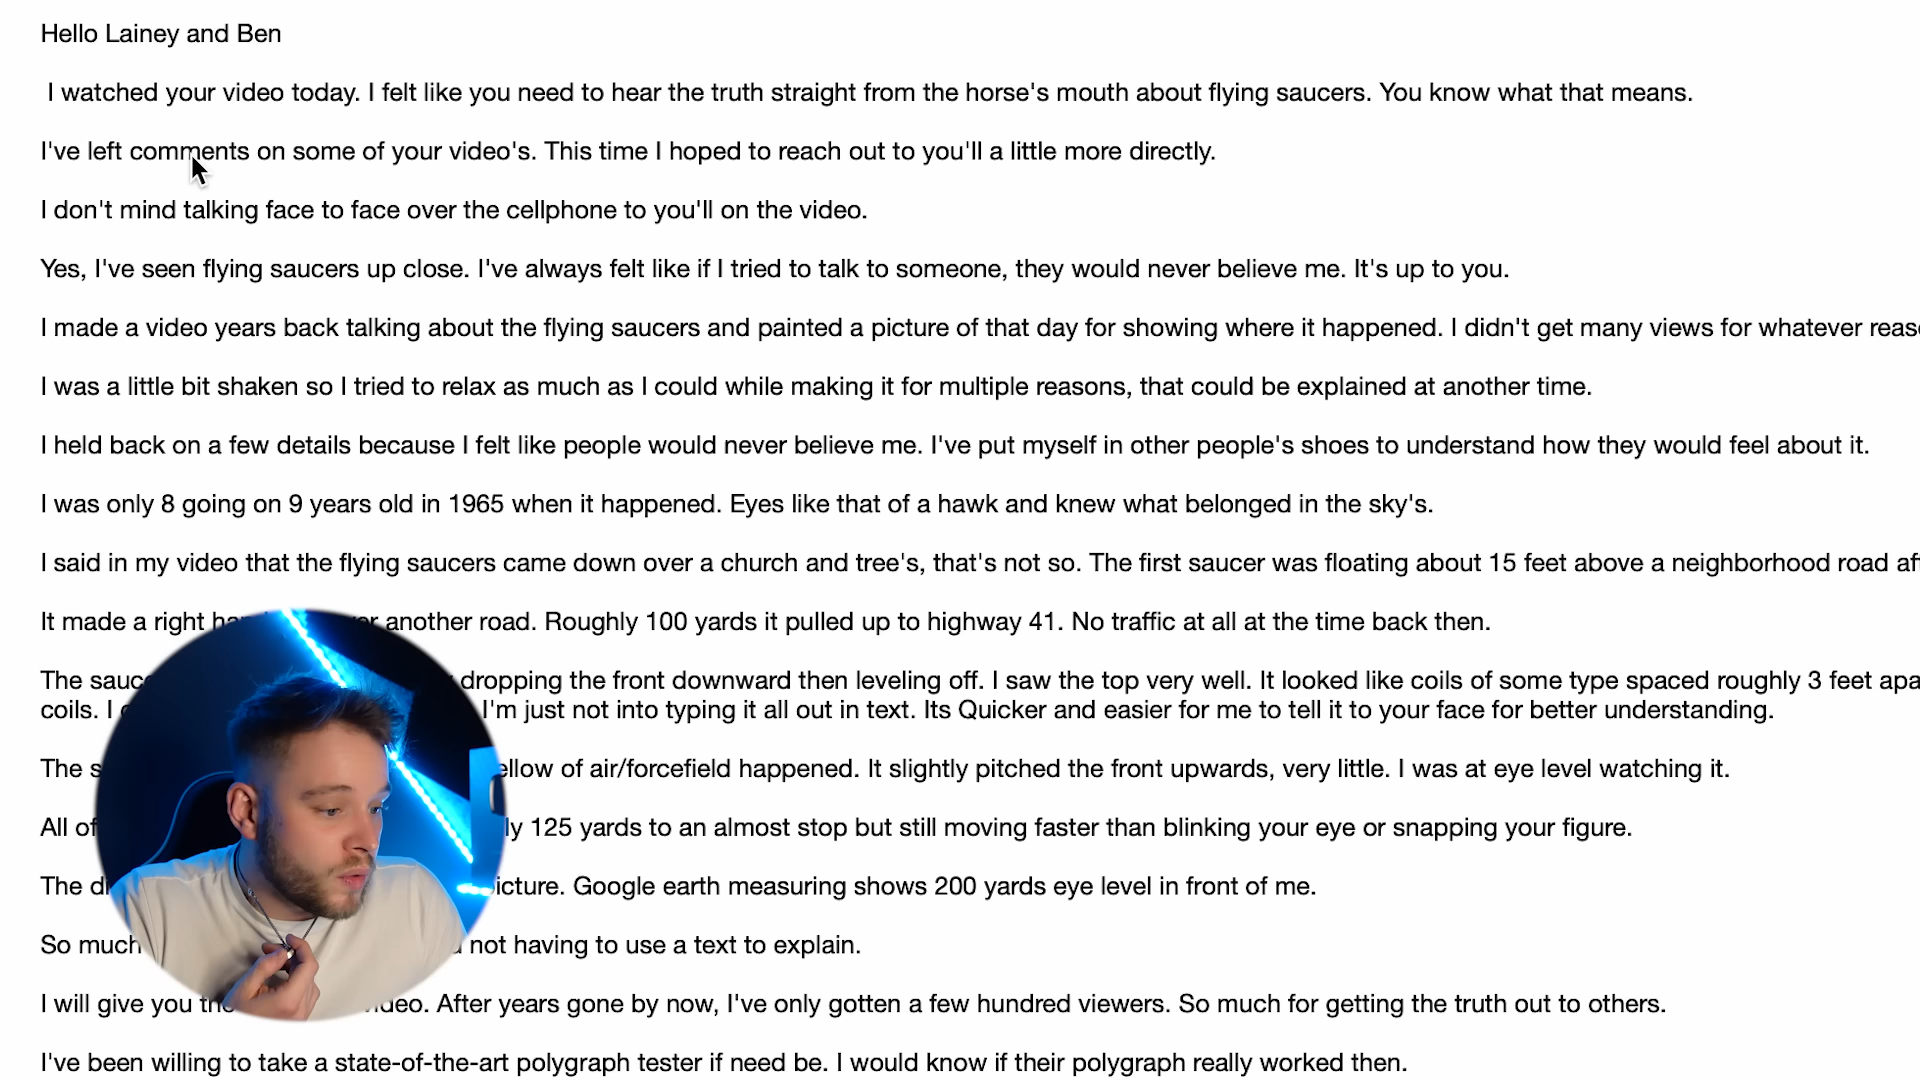 Hello Lainey and Ben
I watched your video today. I felt like you need to hear the truth straight from the horse's mouth about flying saucers. You know what that means.
I've left comments on some of your video's. This time I hoped to reach out to you'll a little more directly.
I don't mind talking face to face over the cellphone to you'll on the video.
Yes, I've seen flying saucers up close. I've always felt like if I tried to talk to someone, they would never believe me. It's up to you.
I made a video years back talking about the flying saucers and painted a picture of that day for showing where it happened. I didn't get many views for whatever
I was a little bit shaken so I tried to relax as much as I could while making it for multiple reasons, that could be explained at another time.
I held back on a few details because I felt like people would never believe me. I've put myself in other people's shoes to understand how they would feel about it.
I was only 8 going on 9 years old in 1965 when it happened. Eyes like that of a hawk and knew what belonged in the sky's.
I said in my video that the flying saucers came down over a church and tree's, that's not so. The first saucer was floating about 15 feet above a neighborhood road
It made a right another road. Roughly 100 yards it pulled up to highway 41. No traffic at all at the time back then.
The dropping the front downward then leveling off. I saw the top very well. It looked like coils of some type spaced roughly 3 feet
coils. I I'm just not into typing it all out in text. Its Quicker and easier for me to tell it to your face for better understanding.
The of air/forcefield happened. It slightly pitched the front upwards, very little. I was at eye level watching it.
All of 125 yards to an almost stop but still moving faster than blinking your eye or snapping your figure.
The Google earth measuring shows 200 yards eye level in front of me.
So much not having to use a text to explain.
I will give you After years gone by now, I've only gotten a few hundred viewers. So much for getting the truth out to others.
I've been willing to take a state-of-the-art polygraph tester if need be. I would know if their polygraph really worked then.